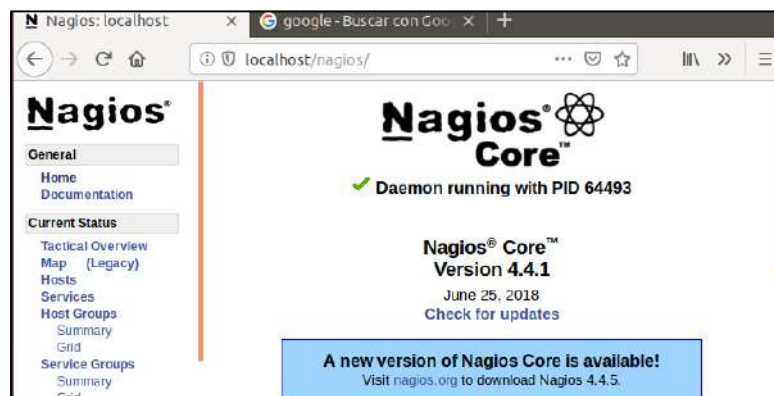 Nagios: localhost
google - Buscar con Goo
localhost/nagios/
Nagios®
General
Home
Documentation
Current Status
Tactical Overview
Map (Legacy)
Hosts
Services
Host Groups
Summary
Grid
Service Groups
Summary
Grid
Nagios®
Core™
Daemon running with PID 64493
Nagios® Core™
Version 4.4.1
June 25, 2018
Check for updates
A new version of Nagios Core is available!
Visit nagios.org to download Nagios 4.4.5.